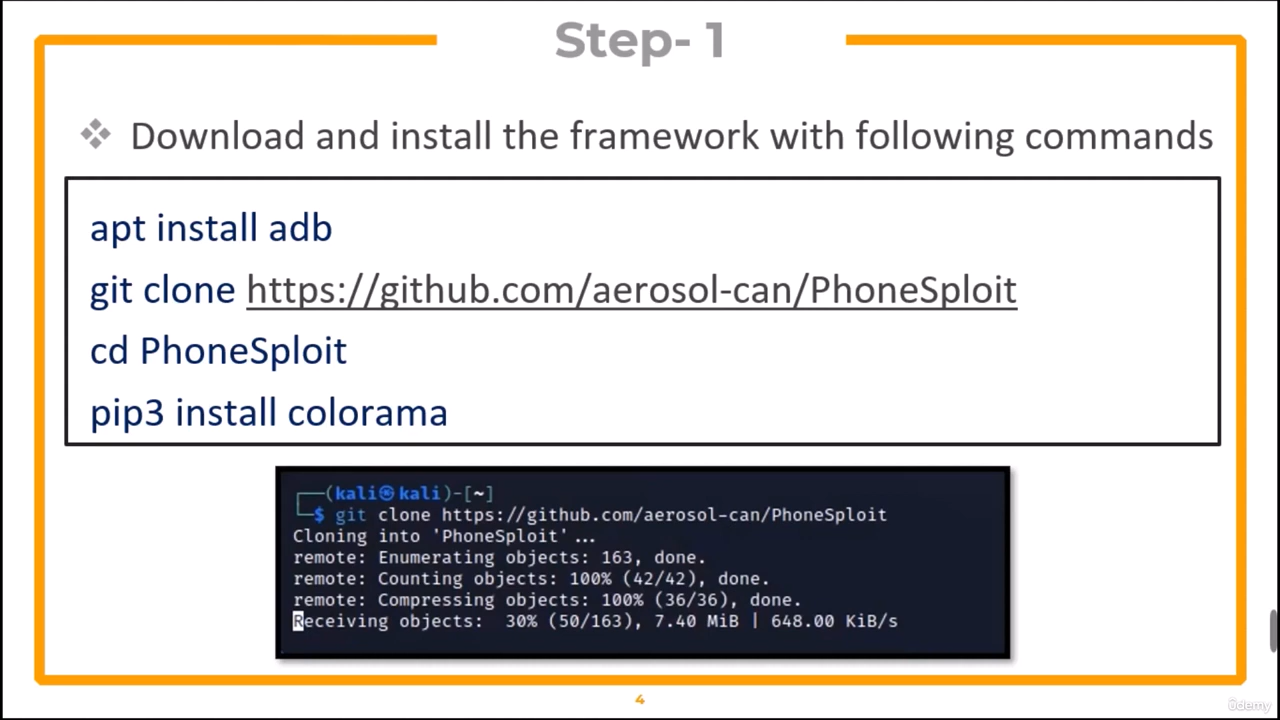 Step- 1
❖ Download and install the framework with following commands
apt install adb
git clone https://github.com/aerosol-can/PhoneSploit
cd PhoneSploit
pip3 install colorama
┌──(kali㉿kali)-[~]
└─$ git clone https://github.com/aerosol-can/PhoneSploit
Cloning into 'PhoneSploit'...
remote: Enumerating objects: 163, done.
remote: Counting objects: 100% (42/42), done.
remote: Compressing objects: 100% (36/36), done.
Receiving objects:  30% (50/163), 7.40 MiB | 648.00 KiB/s
4
ûdemy